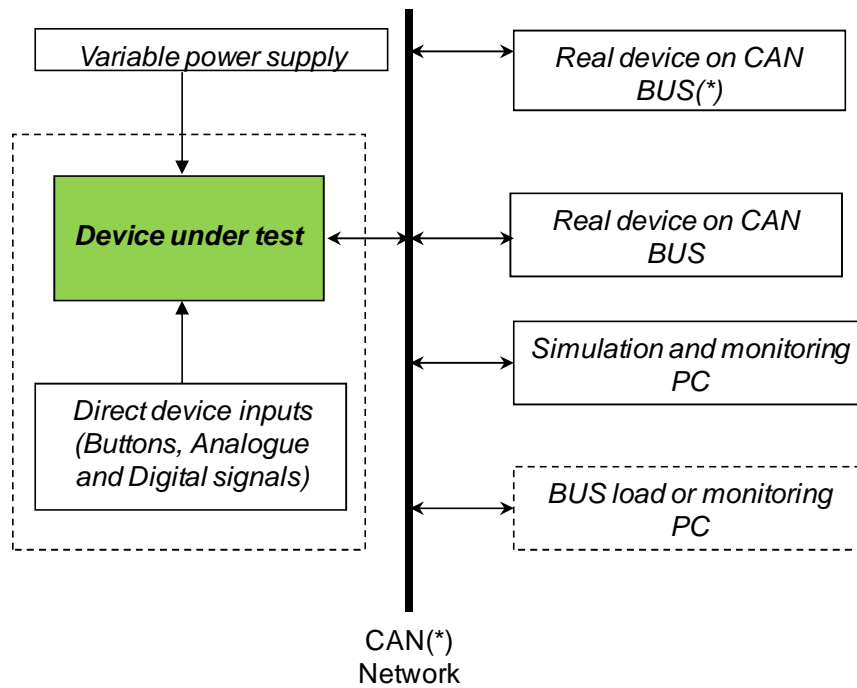 Variable power supply
Real device on CAN
BUS(*)
Device under test
Real device on CAN
BUS
Simulation and monitoring
PC
Direct device inputs
(Buttons, Analogue
and Digital signals)
BUS load or monitoring
PC
CAN(*)
Network